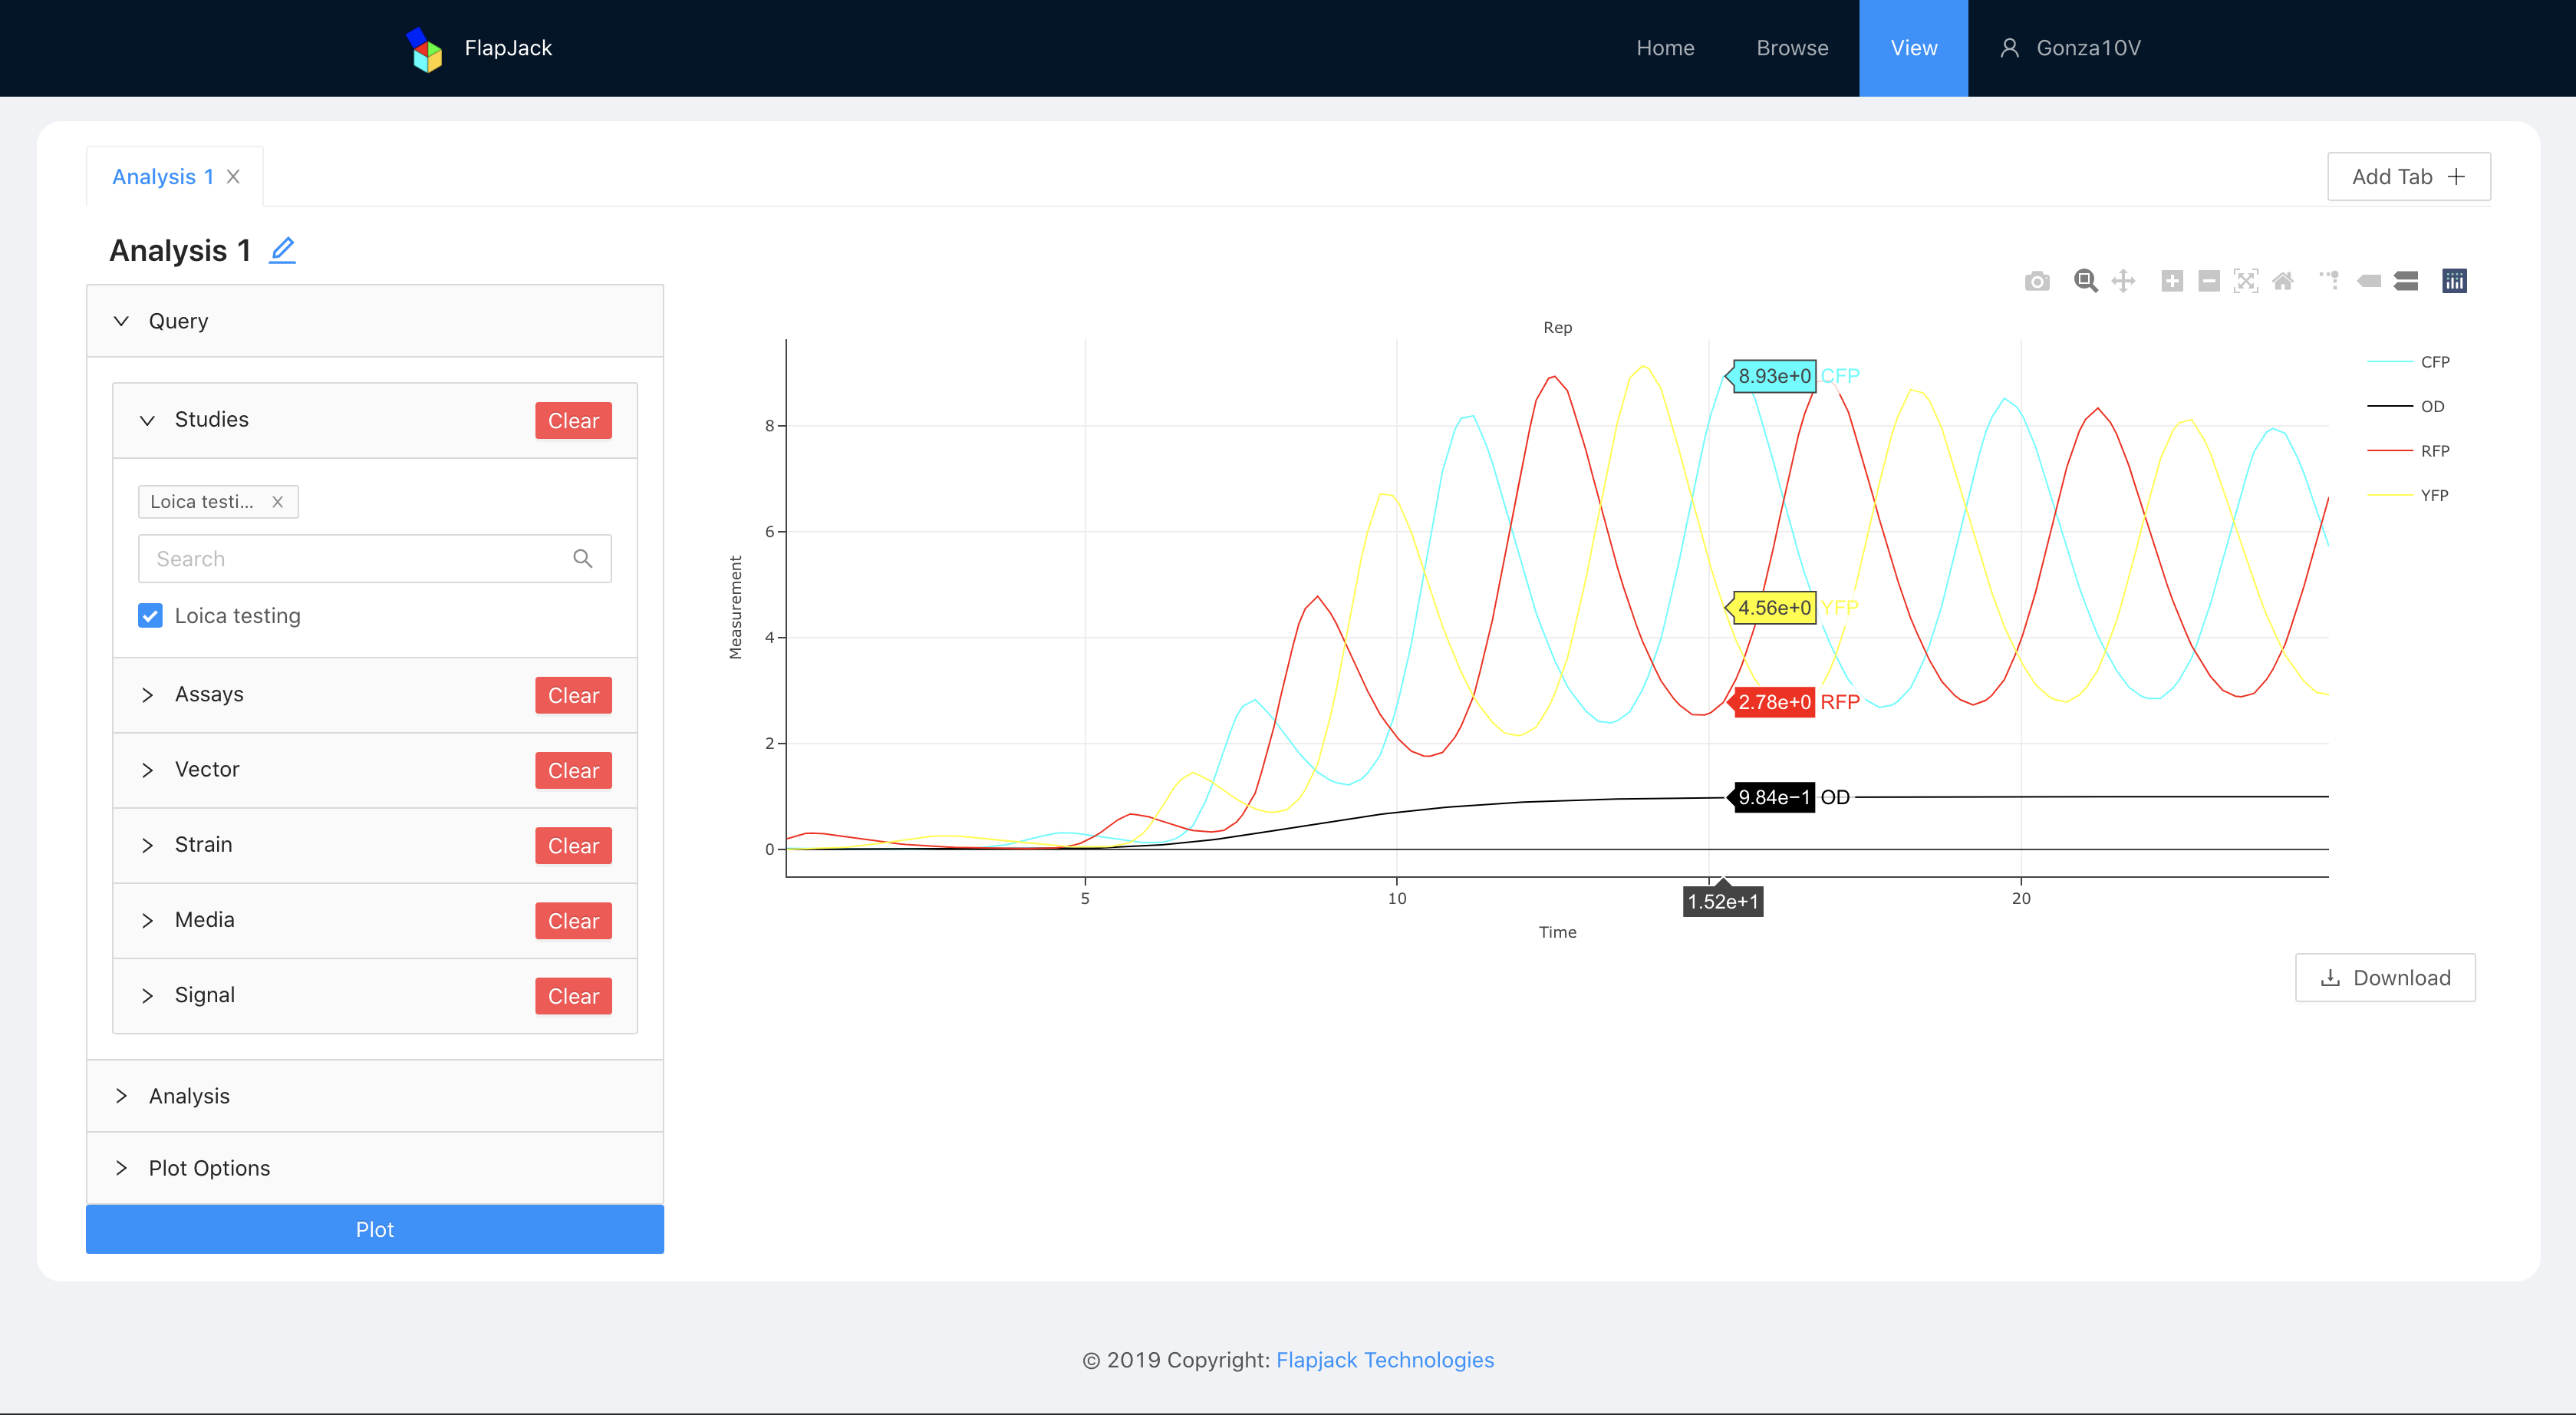 FlapJack
Home
Browse
View
Gonza10V
Analysis 1
Add Tab
Analysis 1
Query
Studies
Clear
Loica testi...
Search
Loica testing
Assays
Clear
Vector
Clear
Strain
Clear
Media
Clear
Signal
Clear
Analysis
Plot Options
Plot
Rep
Measurement
8
6
4
2
0
5
10
20
1.52e+1
Time
8.93e+0 CFP
4.56e+0 YFP
2.78e+0 RFP
9.84e−1 OD
CFP
OD
RFP
YFP
Download
© 2019 Copyright: Flapjack Technologies